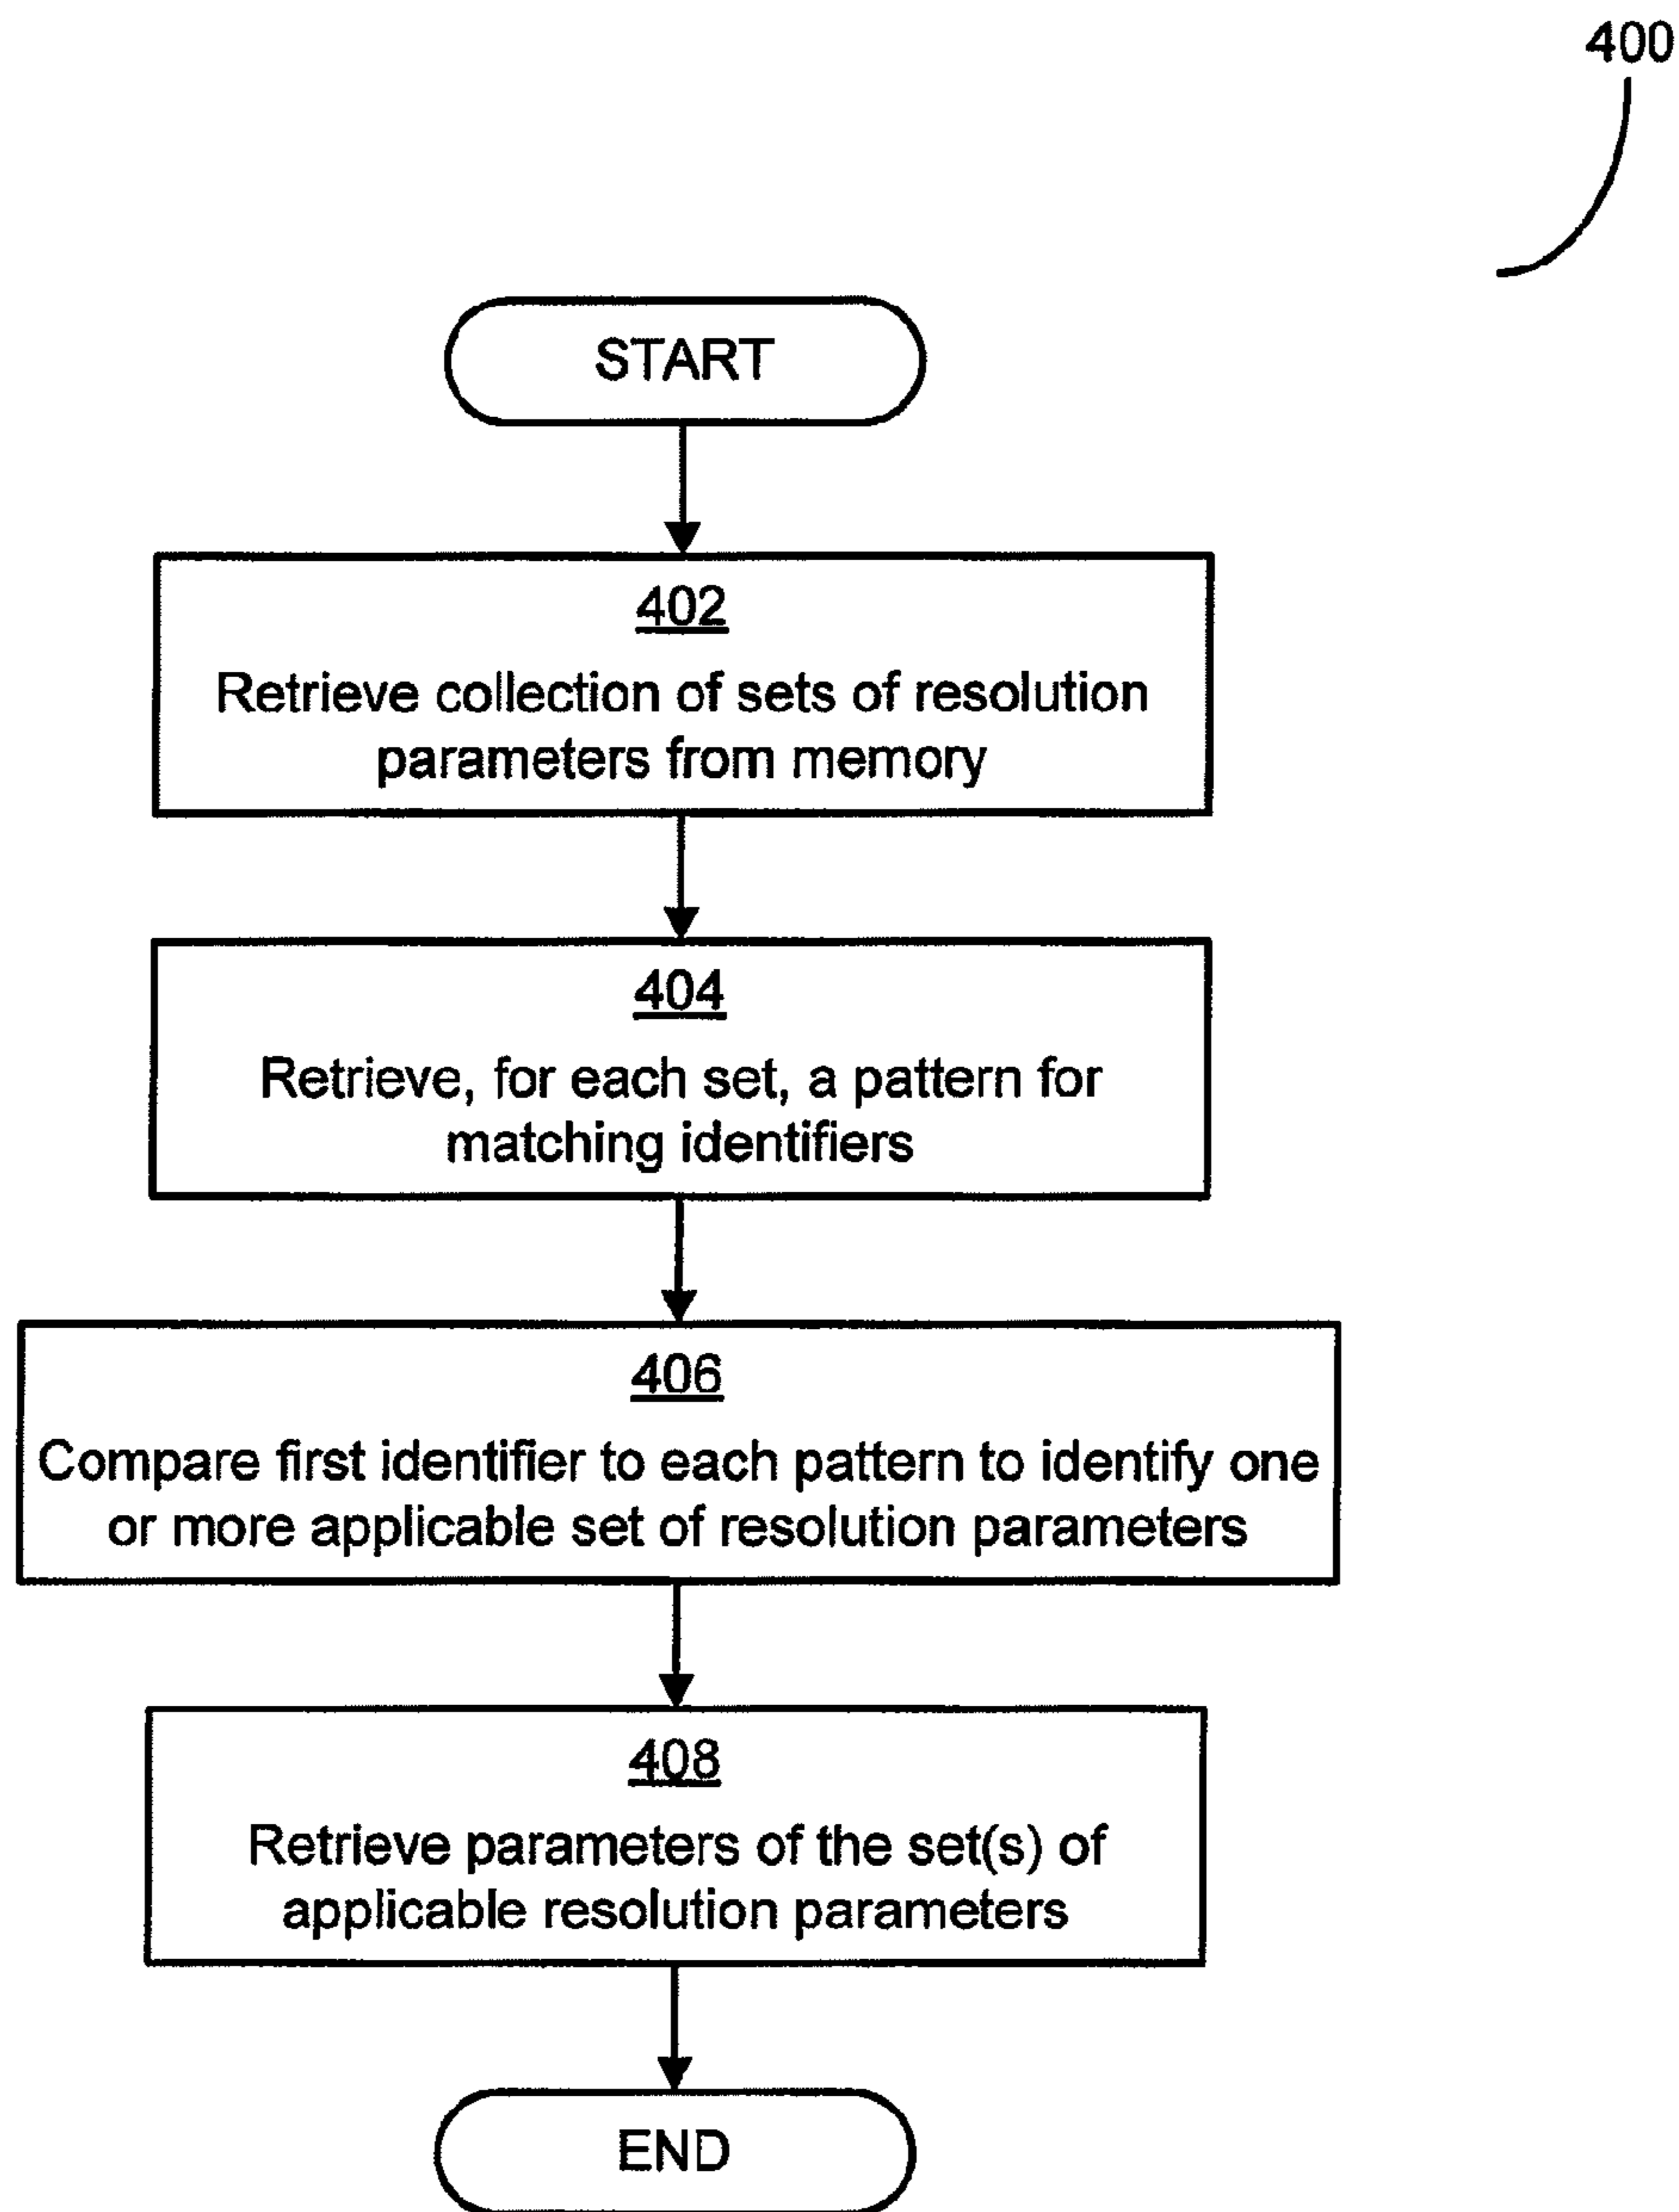 400
START
402
Retrieve collection of sets of resolution
parameters from memory
404
Retrieve, for each set, a pattern for
matching identifiers
406
Compare first identifier to each pattern to identify one
or more applicable set of resolution parameters
408
Retrieve parameters of the set(s) of
applicable resolution parameters
END